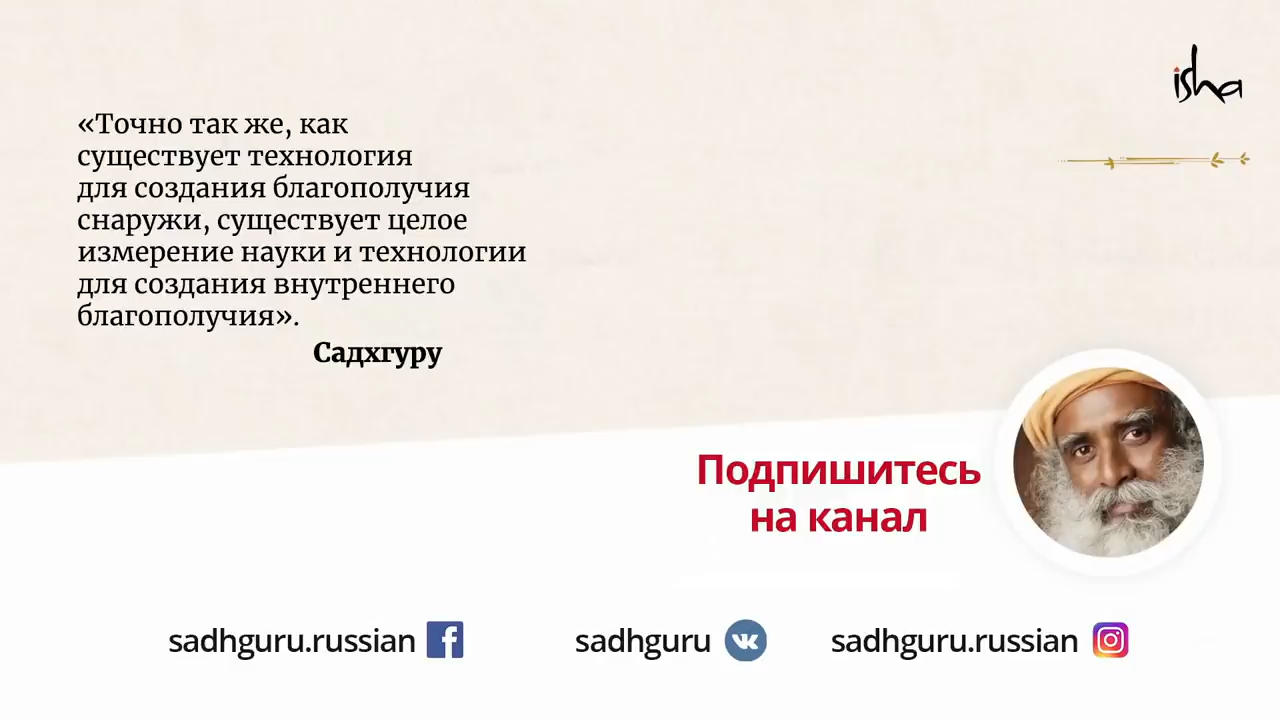 isha
«Точно так же, как
существует технология
для создания благополучия
снаружи, существует целое
измерение науки и технологии
для создания внутреннего
благополучия».
Садхгуру
Подпишитесь
на канал
sadhguru.russian
sadhguru
sadhguru.russian